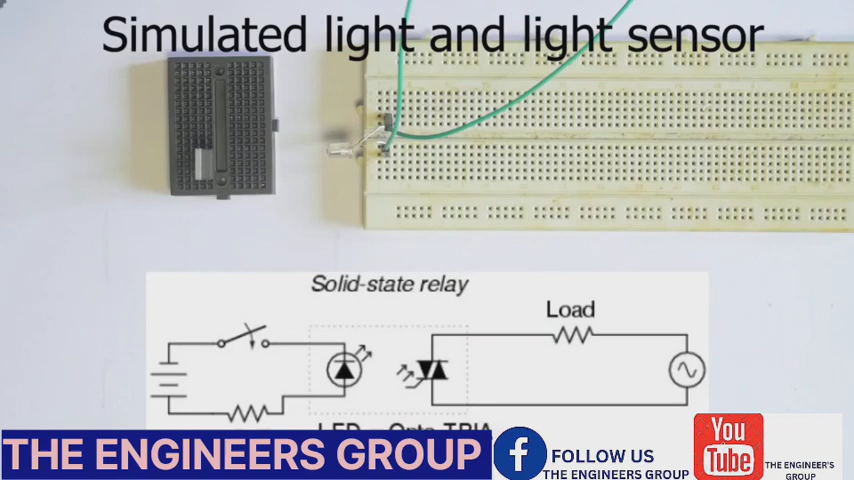 Simulated light and light sensor
Solid-state relay
Load
THE ENGINEERS GROUP
FOLLOW US
THE ENGINEERS GROUP
You
Tube
THE ENGINEER'S
GROUP